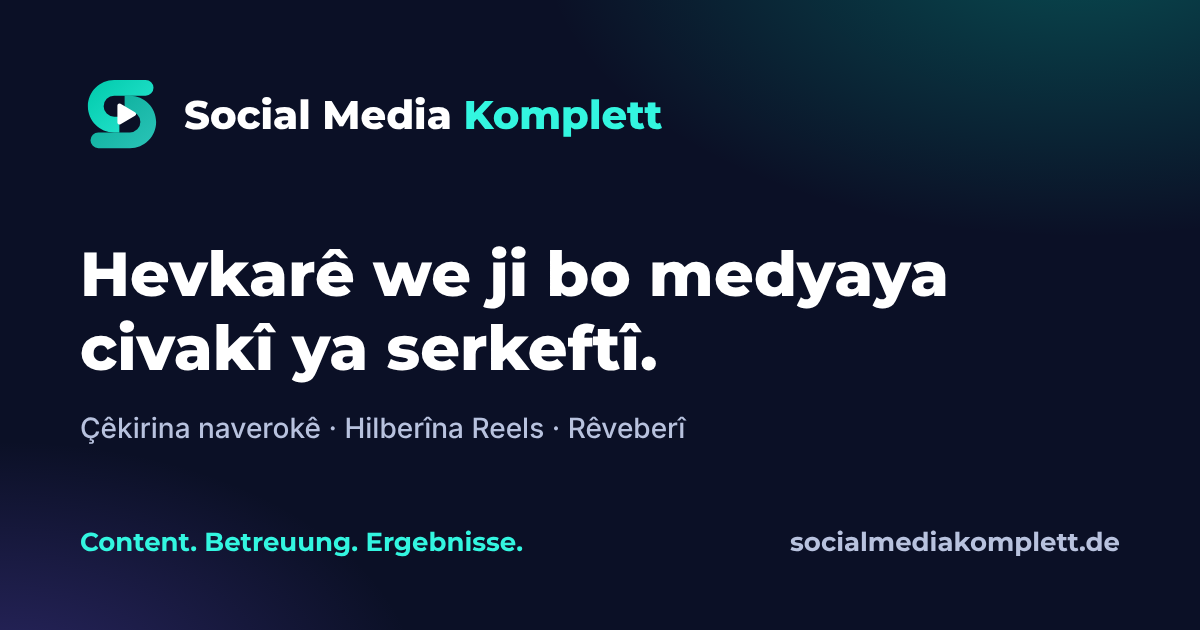 Social Media Komplett
Hevkarê we ji bo medyaya
civakî ya serkeftî.
Çêkirina naverokê · Hilberîna Reels · Rêveberî
Content. Betreuung. Ergebnisse.
socialmediakomplett.de